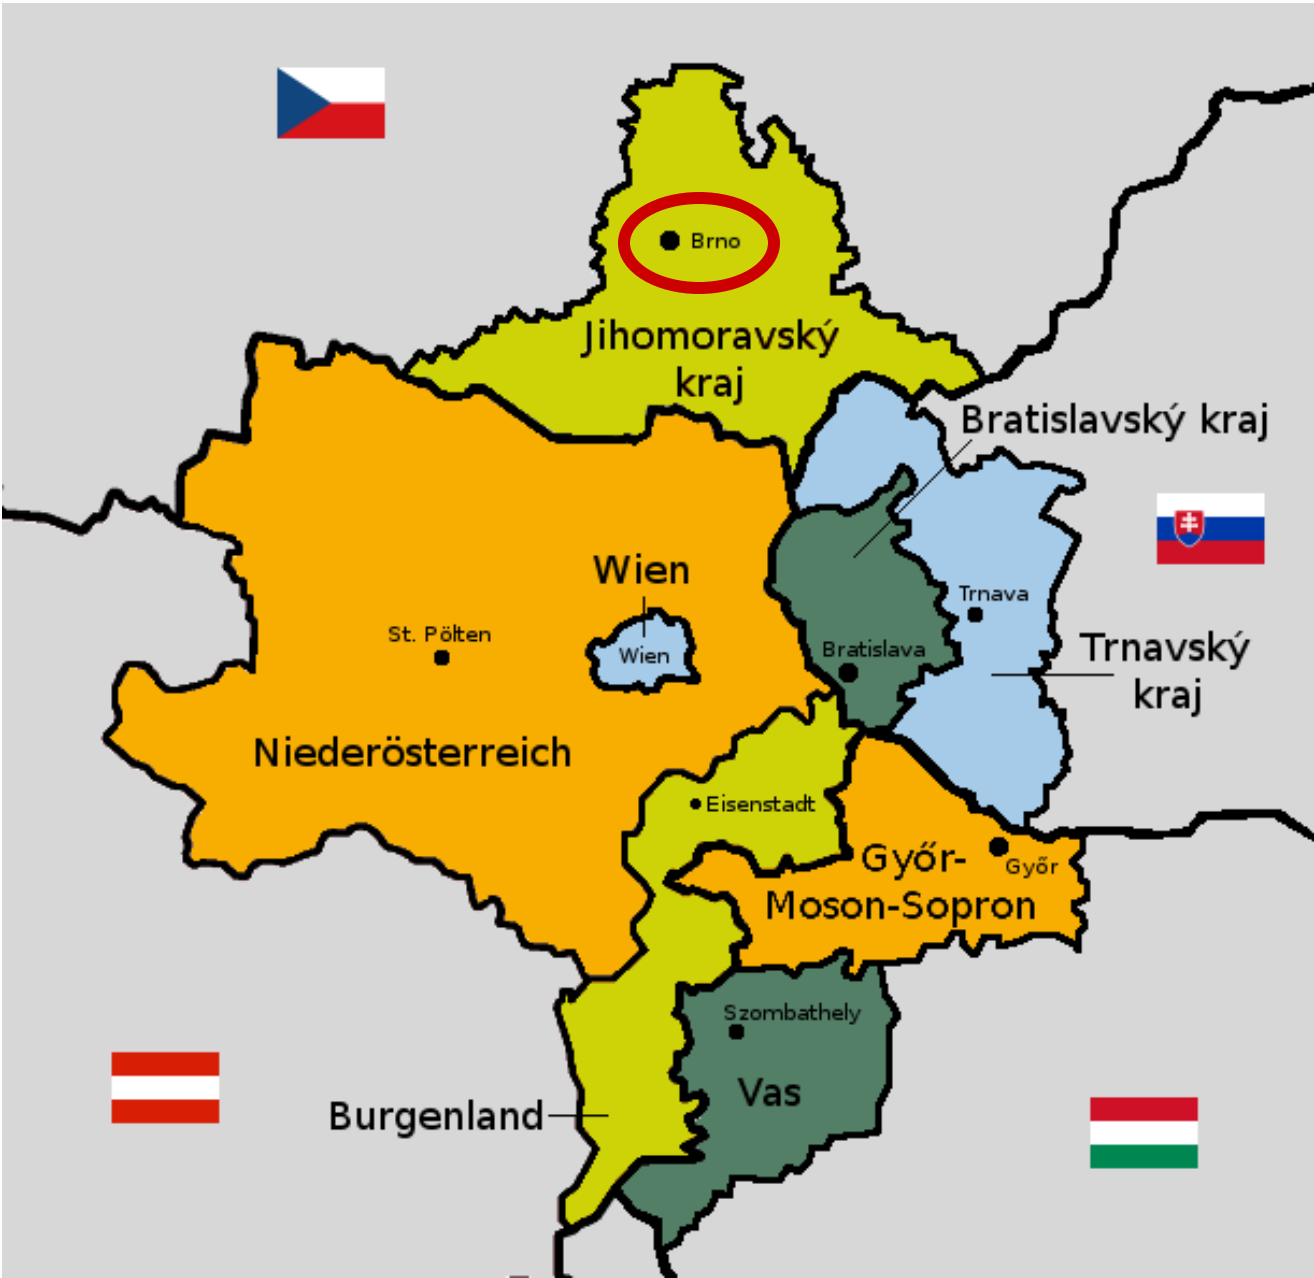 Brno
Jihomoravský
kraj
Bratislavský kraj
Wien
Trnava
St. Pölten
Wien
Bratislava
Trnavský
kraj
Niederösterreich
Eisenstadt
Győr-
Moson-Sopron
Győr
Szombathely
Vas
Burgenland